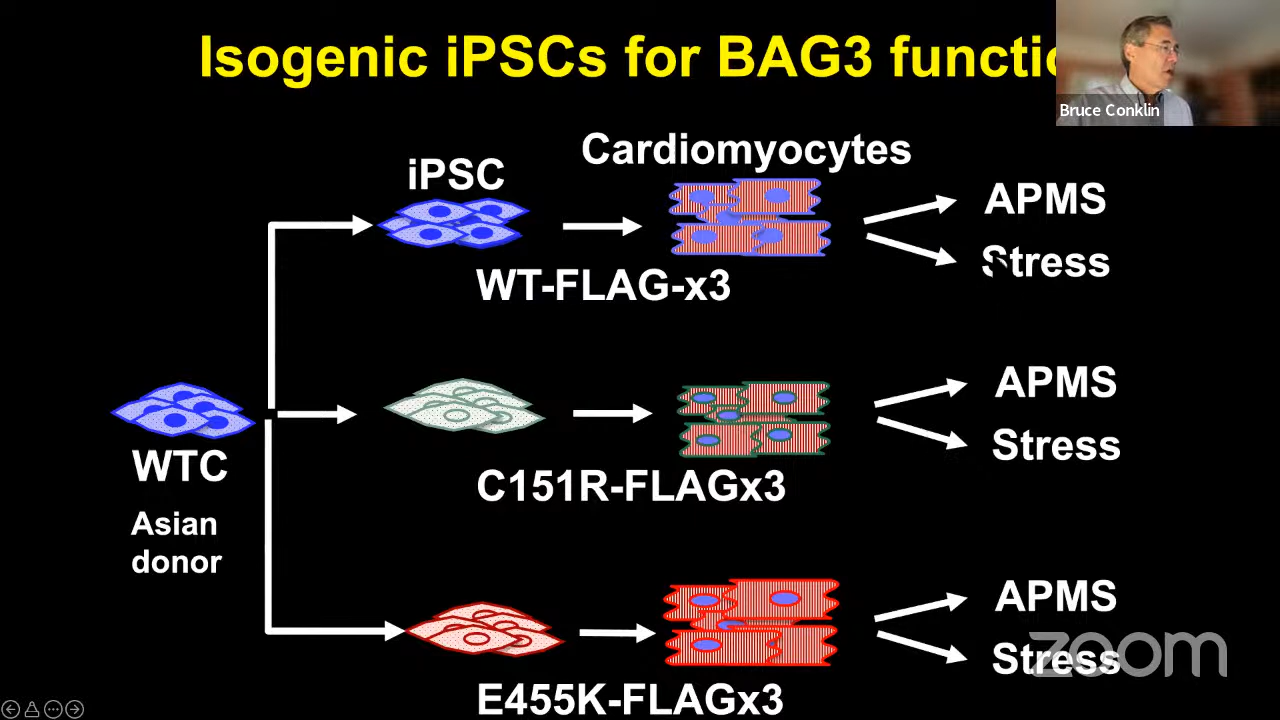 Isogenic iPSCs for BAG3 functio
Bruce Conklin
iPSC
Cardiomyocytes
WT-FLAG-x3
APMS
Stress
WTC
Asian
donor
C151R-FLAGx3
APMS
Stress
E455K-FLAGx3
APMS
Stress
zoom